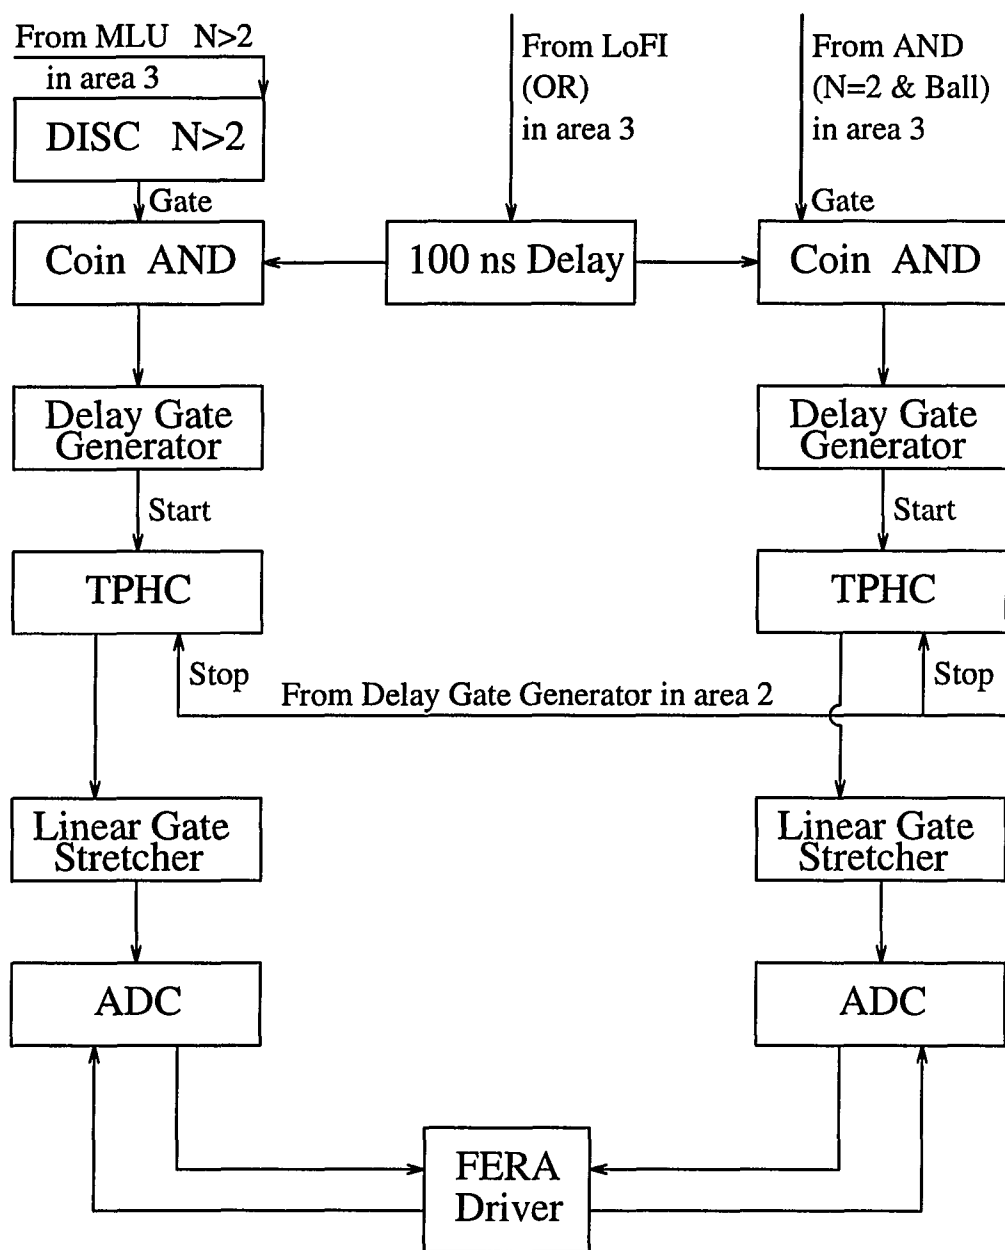 From MLU N>2
in area 3
DISC N>2
Gate
Coin AND
From LoFI
(OR)
in area 3
100 ns Delay
From AND
(N=2 & Ball)
in area 3
Gate
Coin AND
Delay Gate
Generator
Start
TPHC
Stop
Delay Gate
Generator
Start
TPHC
Stop
From Delay Gate Generator in area 2
Linear Gate
Stretcher
ADC
Linear Gate
Stretcher
ADC
FERA
Driver